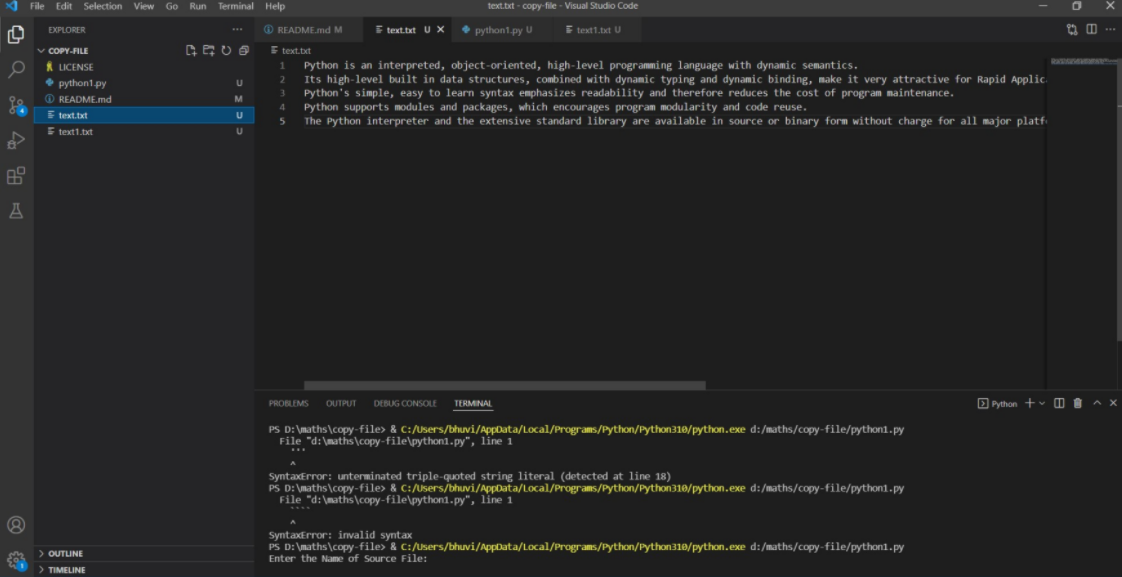 File Edit Selection View Go Run Terminal Help
text.txt - copy-file - Visual Studio Code
EXPLORER
COPY-FILE
LICENSE
python1.py U
README.md M
text.txt U
text1.txt U
OUTLINE
TIMELINE
4
1
README.md M
text.txt U
python1.py U
text1.txt U
text.txt
1 Python is an interpreted, object-oriented, high-level programming language with dynamic semantics.
2 Its high-level built in data structures, combined with dynamic typing and dynamic binding, make it very attractive for Rapid Applic
3 Python's simple, easy to learn syntax emphasizes readability and therefore reduces the cost of program maintenance.
4 Python supports modules and packages, which encourages program modularity and code reuse.
5 The Python interpreter and the extensive standard library are available in source or binary form without charge for all major platf
PROBLEMS OUTPUT DEBUG CONSOLE TERMINAL
Python
PS D:\maths\copy-file> & C:/Users/bhuvi/AppData/Local/Programs/Python/Python310/python.exe d:/maths/copy-file/python1.py
File "d:\maths\copy-file\python1.py", line 1
'''
^
SyntaxError: unterminated triple-quoted string literal (detected at line 18)
PS D:\maths\copy-file> & C:/Users/bhuvi/AppData/Local/Programs/Python/Python310/python.exe d:/maths/copy-file/python1.py
File "d:\maths\copy-file\python1.py", line 1
````
^
SyntaxError: invalid syntax
PS D:\maths\copy-file> & C:/Users/bhuvi/AppData/Local/Programs/Python/Python310/python.exe d:/maths/copy-file/python1.py
Enter the Name of Source File: